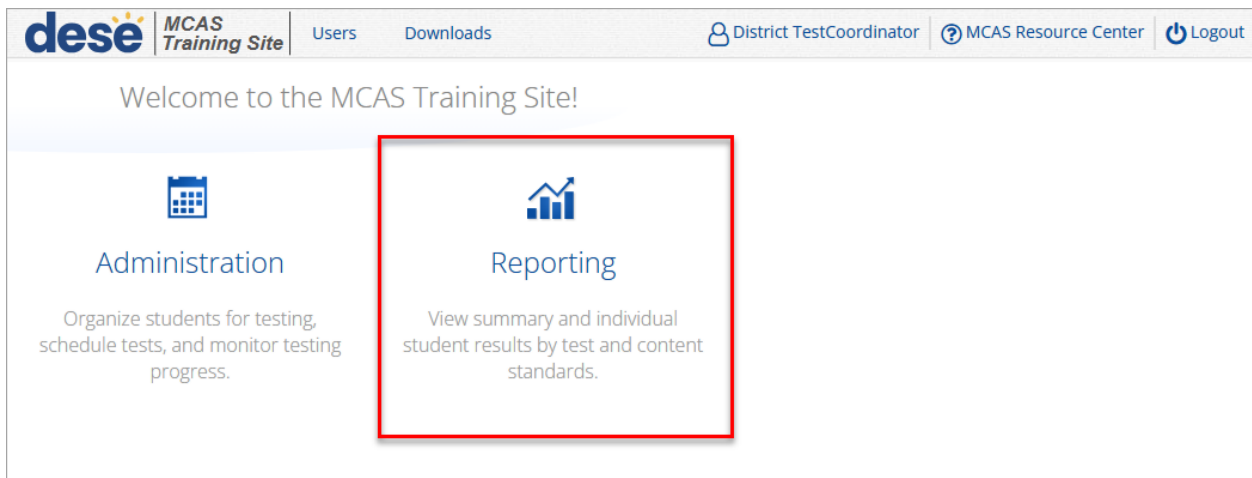 dese MCAS Training Site Users Downloads District TestCoordinator MCAS Resource Center Logout
Welcome to the MCAS Training Site!
Administration
Organize students for testing,
schedule tests, and monitor testing
progress.
Reporting
View summary and individual
student results by test and content
standards.